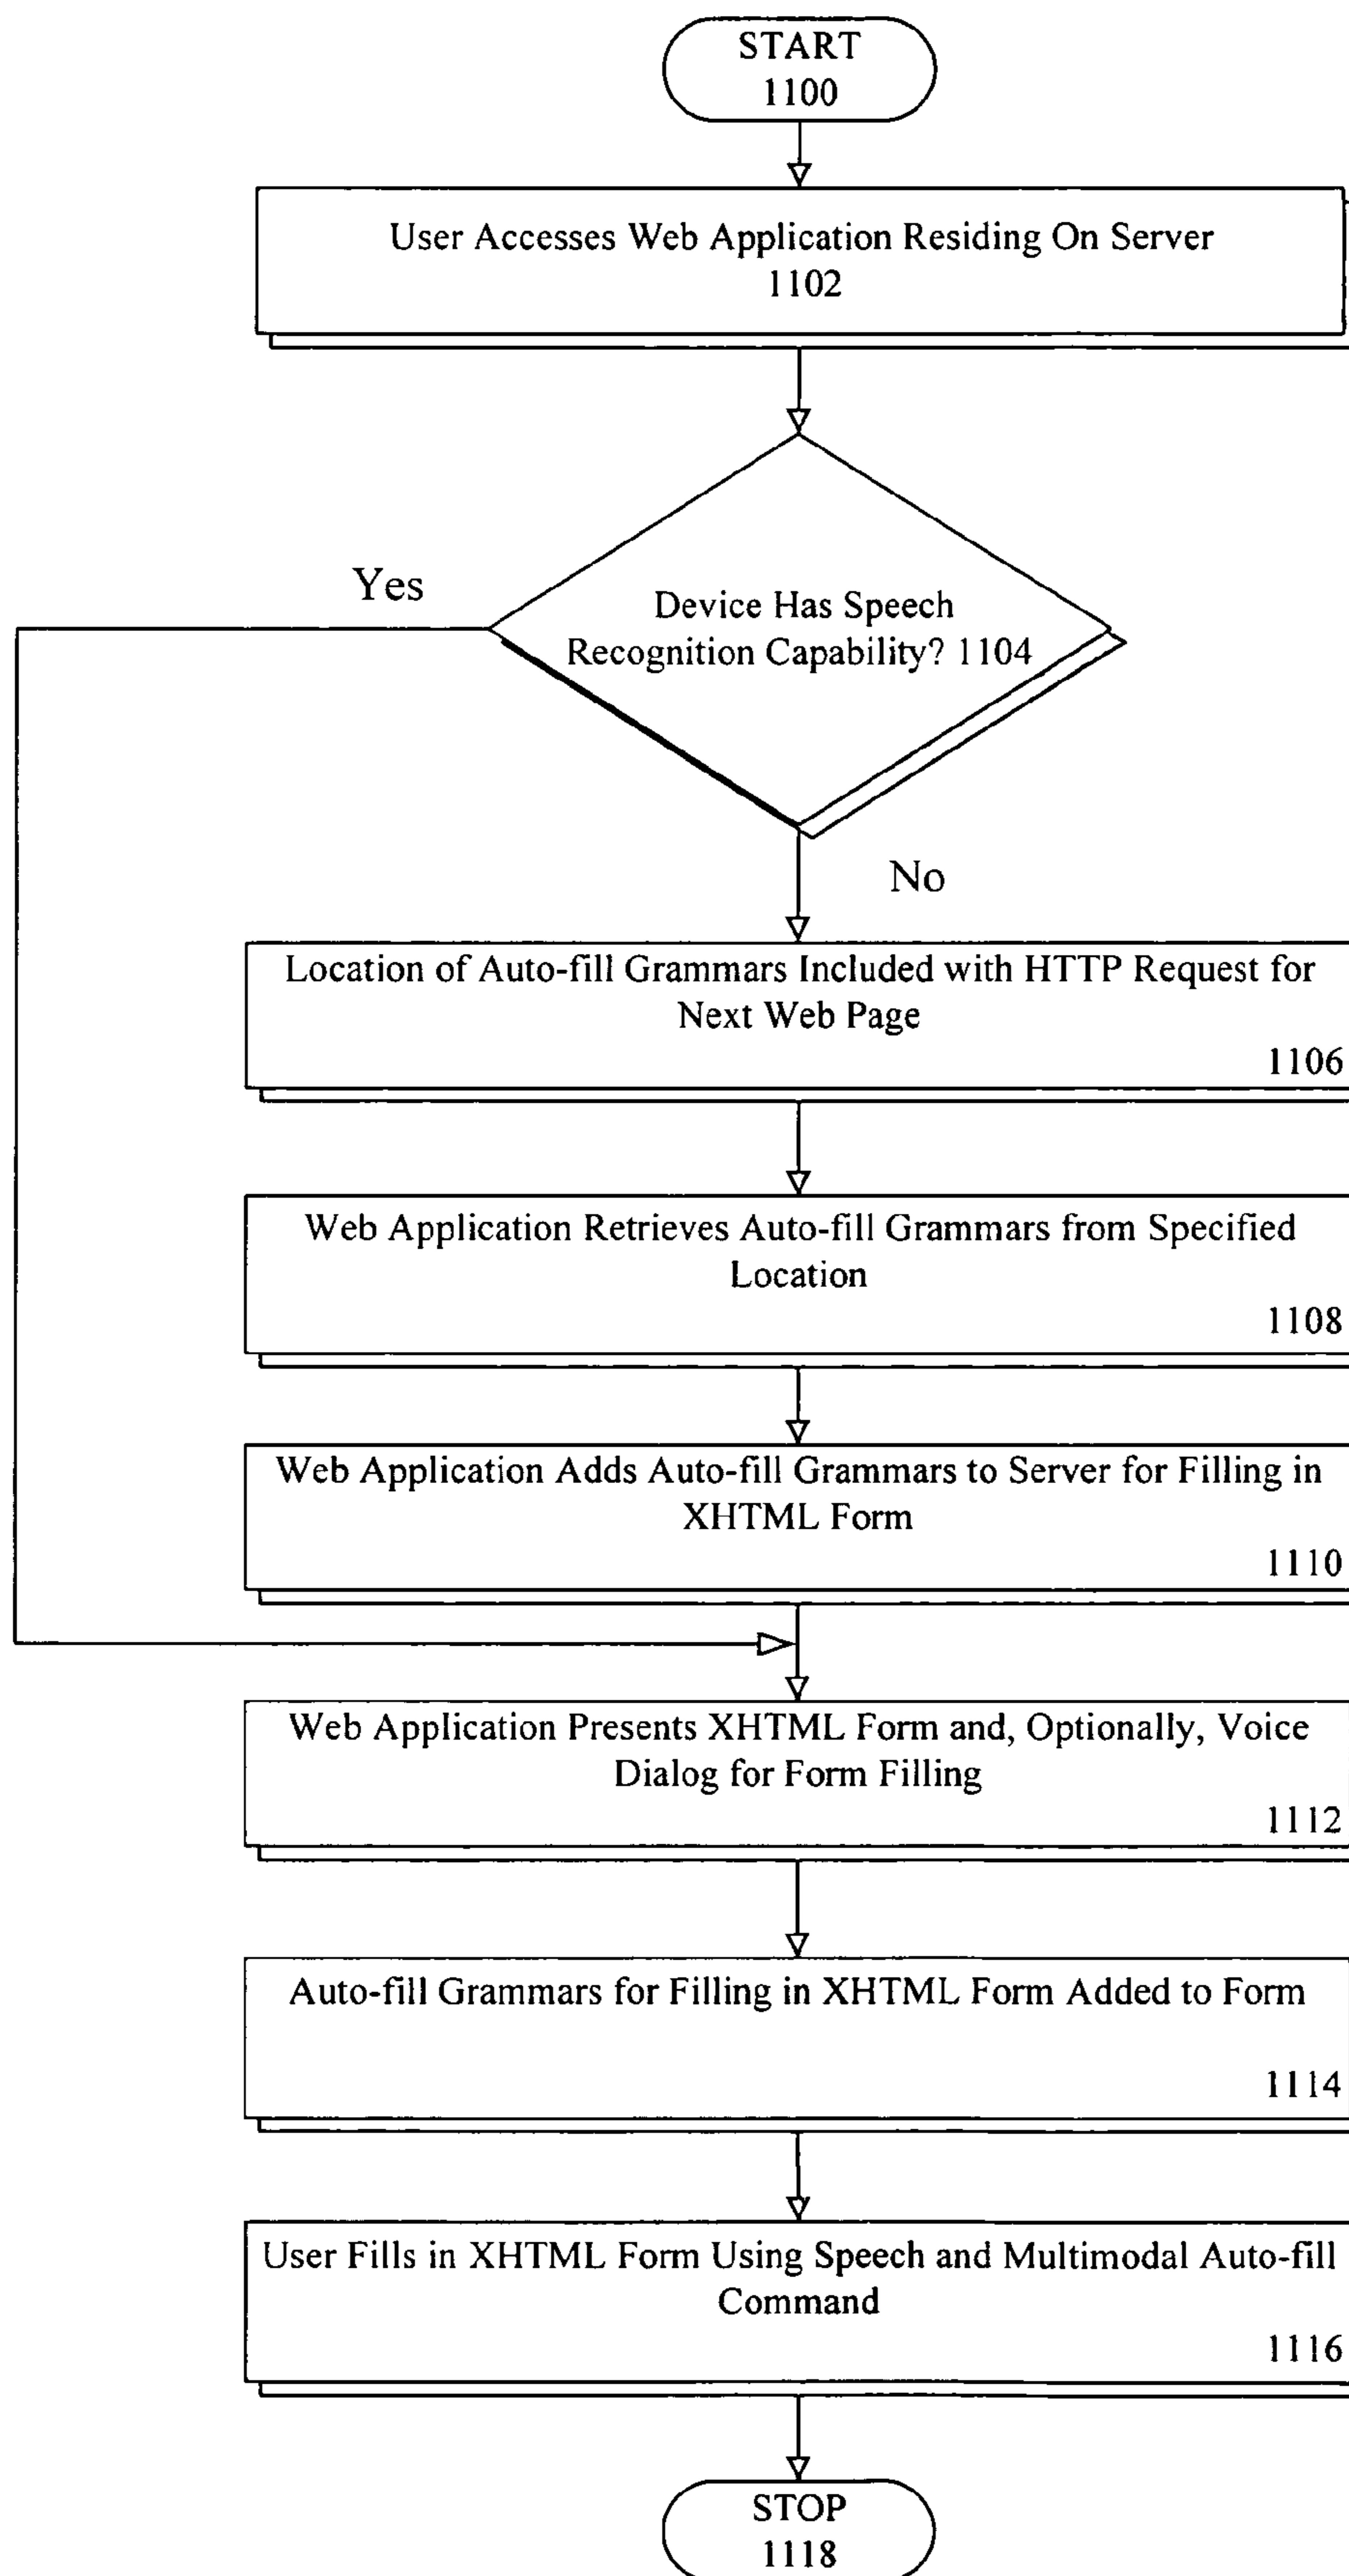 START
1100
User Accesses Web Application Residing On Server
1102
Yes
Device Has Speech
Recognition Capability? 1104
No
Location of Auto-fill Grammars Included with HTTP Request for
Next Web Page
1106
Web Application Retrieves Auto-fill Grammars from Specified
Location
1108
Web Application Adds Auto-fill Grammars to Server for Filling in
XHTML Form
1110
Web Application Presents XHTML Form and, Optionally, Voice
Dialog for Form Filling
1112
Auto-fill Grammars for Filling in XHTML Form Added to Form
1114
User Fills in XHTML Form Using Speech and Multimodal Auto-fill
Command
1116
STOP
1118